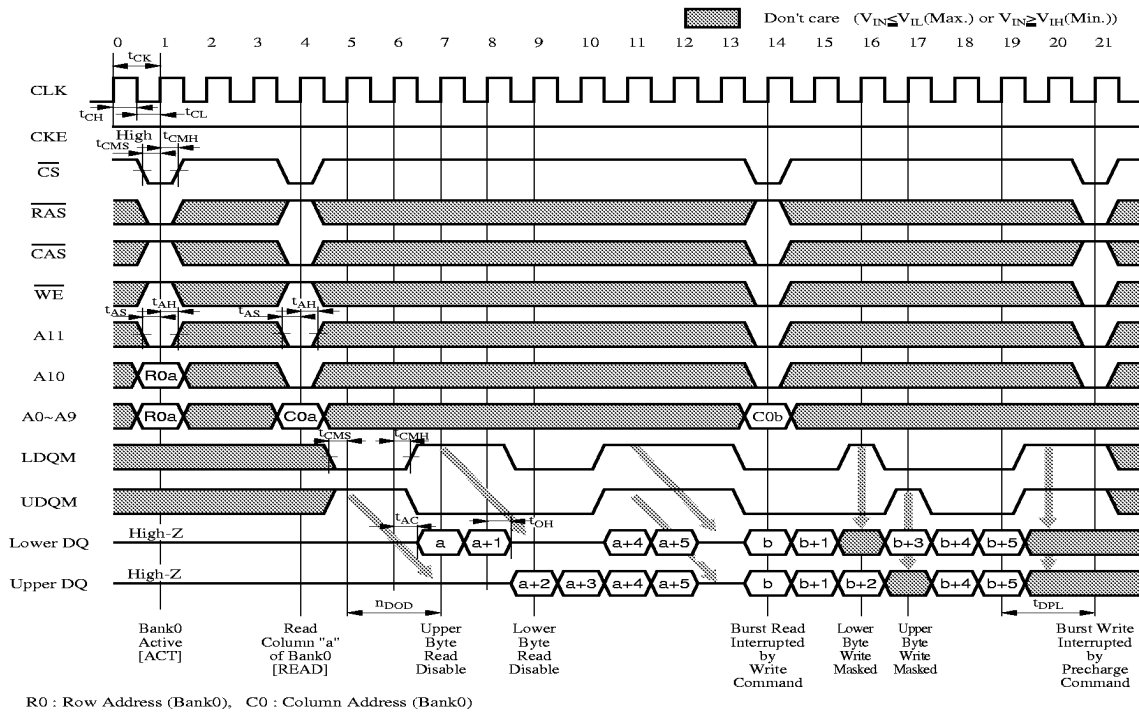 Don't care (VIN≦VIL(Max.) or VIN≧VIH(Min.))
0 1 2 3 4 5 6 7 8 9 10 11 12 13 14 15 16 17 18 19 20 21
tCK
CLK
tCH tCL
CKE High
tCMS tCMH
CS
RAS
CAS
WE
tAS tAH tAS tAH
A11
A10 R0a
A0~A9 R0a C0a C0b
tCMS tCMH
LDQM
UDQM
tAC tOH
Lower DQ High-Z a a+1 a+4 a+5 b b+1 b+3 b+4 b+5
Upper DQ High-Z a+2 a+3 a+4 a+5 b b+1 b+2 b+4 b+5
nDOD tDPL
Bank0
Active
[ACT]
Read
Column "a"
of Bank0
[READ]
Upper
Byte
Read
Disable
Lower
Byte
Read
Disable
Burst Read
Interrupted
by
Write
Command
Lower
Byte
Write
Masked
Upper
Byte
Write
Masked
Burst Write
Interrupted
by
Precharge
Command
R0 : Row Address (Bank0), C0 : Column Address (Bank0)